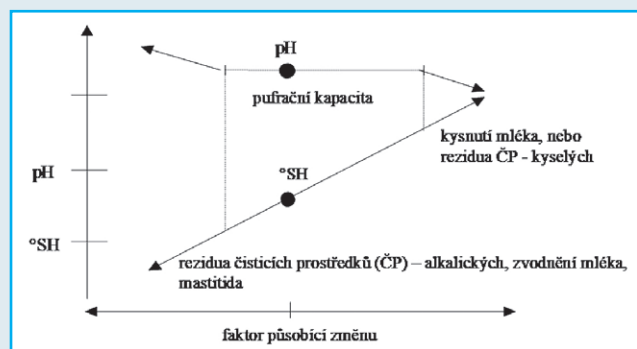 pH
pufrační kapacita
kysnutí mléka, nebo
rezidua ČP - kyselých
pH
°SH
°SH
rezidua čisticích prostředků (ČP) – alkalických, zvodnění mléka,
mastitida
faktor působící změnu